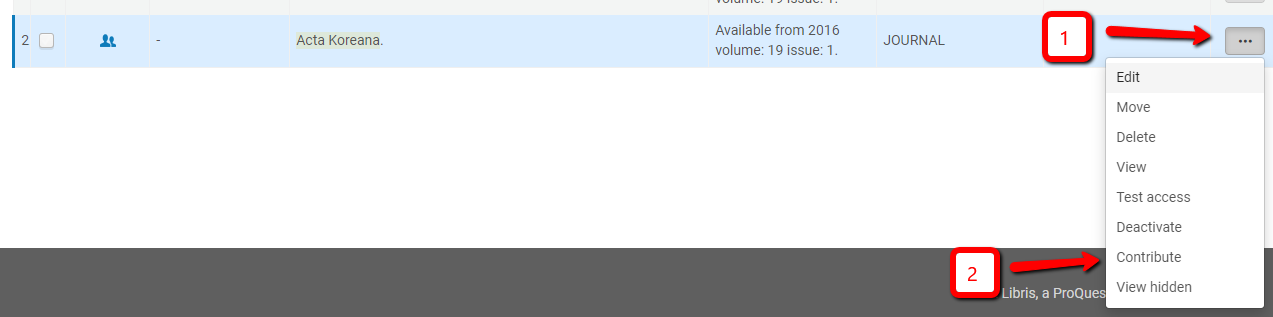 volume: 19 issue: 1.
2
-
Acta Koreana.
Available from 2016
volume: 19 issue: 1.
JOURNAL
1
...
Edit
Move
Delete
View
Test access
Deactivate
Contribute
View hidden
2
Libris, a ProQues